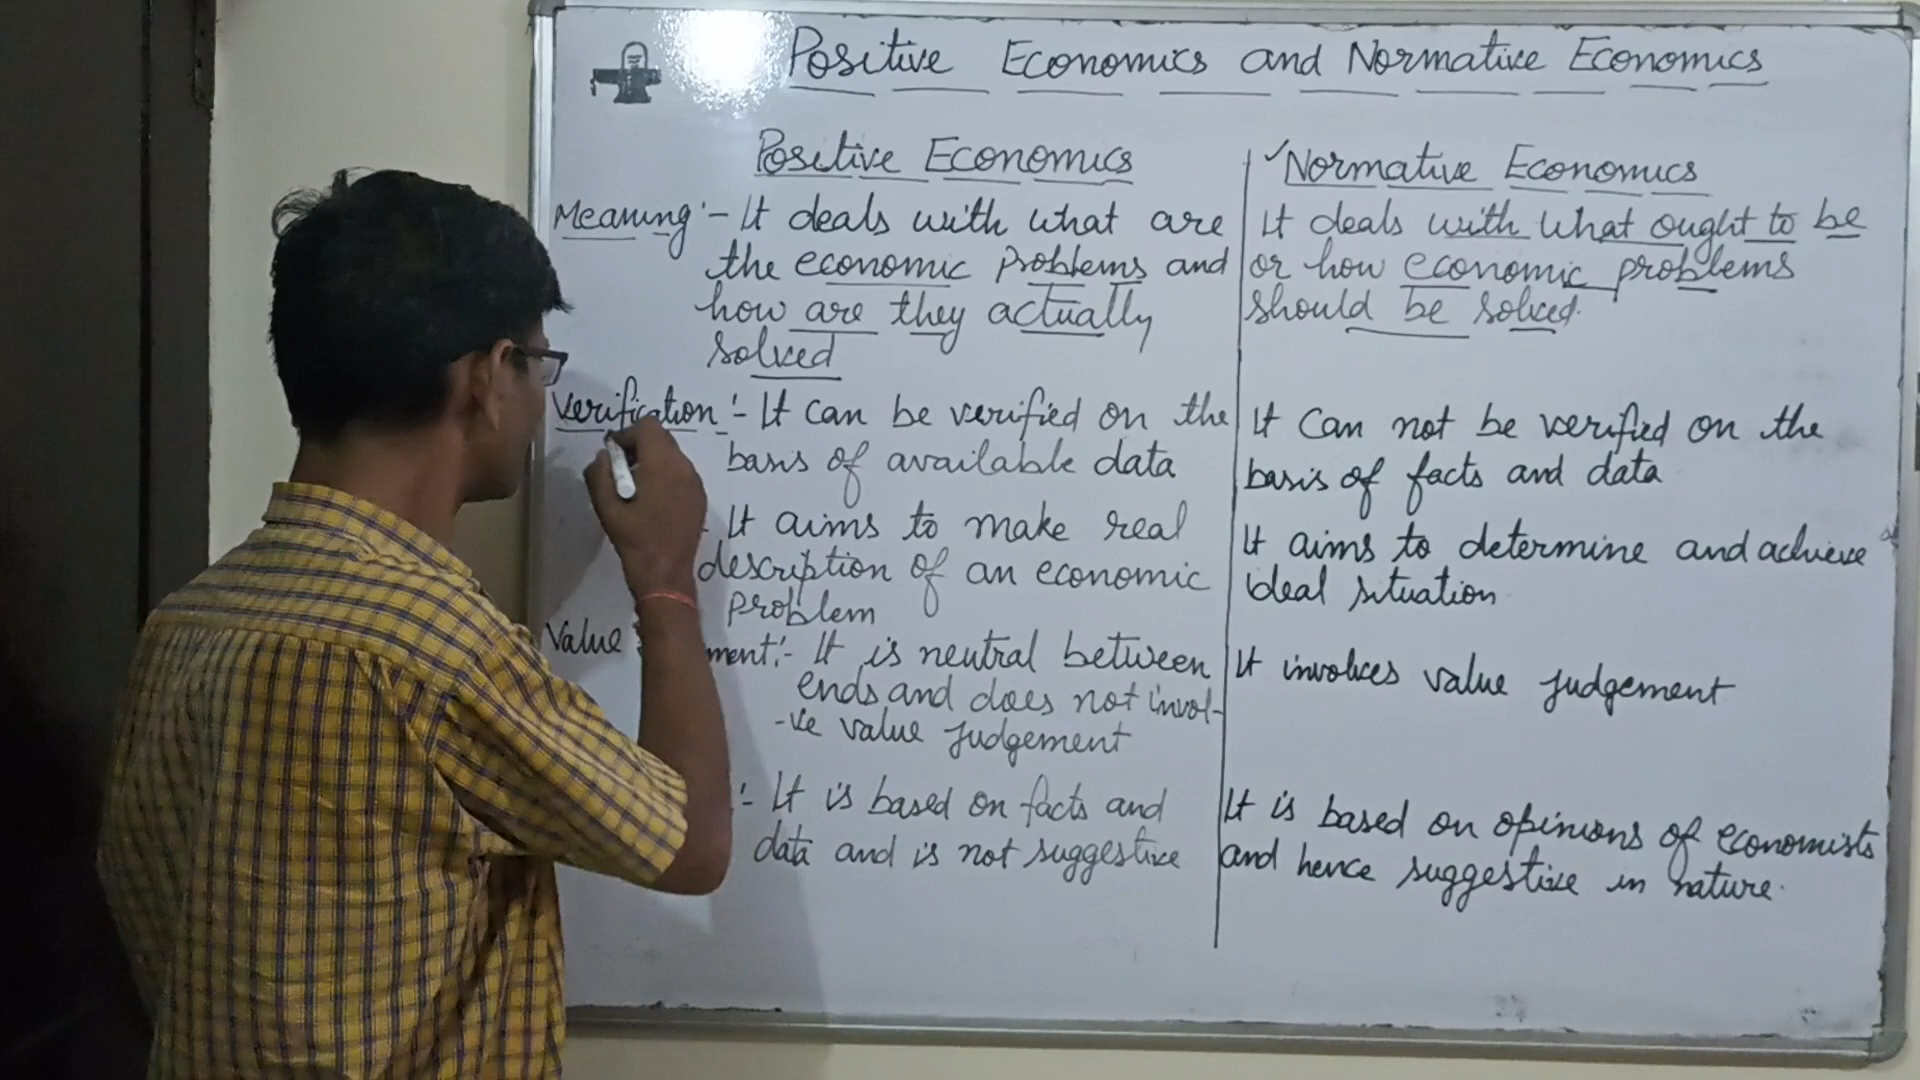 Positive Economics and Normative Economics
Positive Economics
Meaning:- It deals with what are
the economic problems and
how are they actually
solved
Verification:- It can be verified on the
basis of available data
- It aims to make real
description of an economic
problem
Value ment:- It is neutral between
ends and does not invol-
-ve value judgement
:- It is based on facts and
data and is not suggestive
Normative Economics
It deals with what ought to be
or how economic problems
should be solved.
It can not be verified on the
basis of facts and data
It aims to determine and achieve
ideal situation
It involves value judgement
It is based on opinions of economists
and hence suggestive in nature.